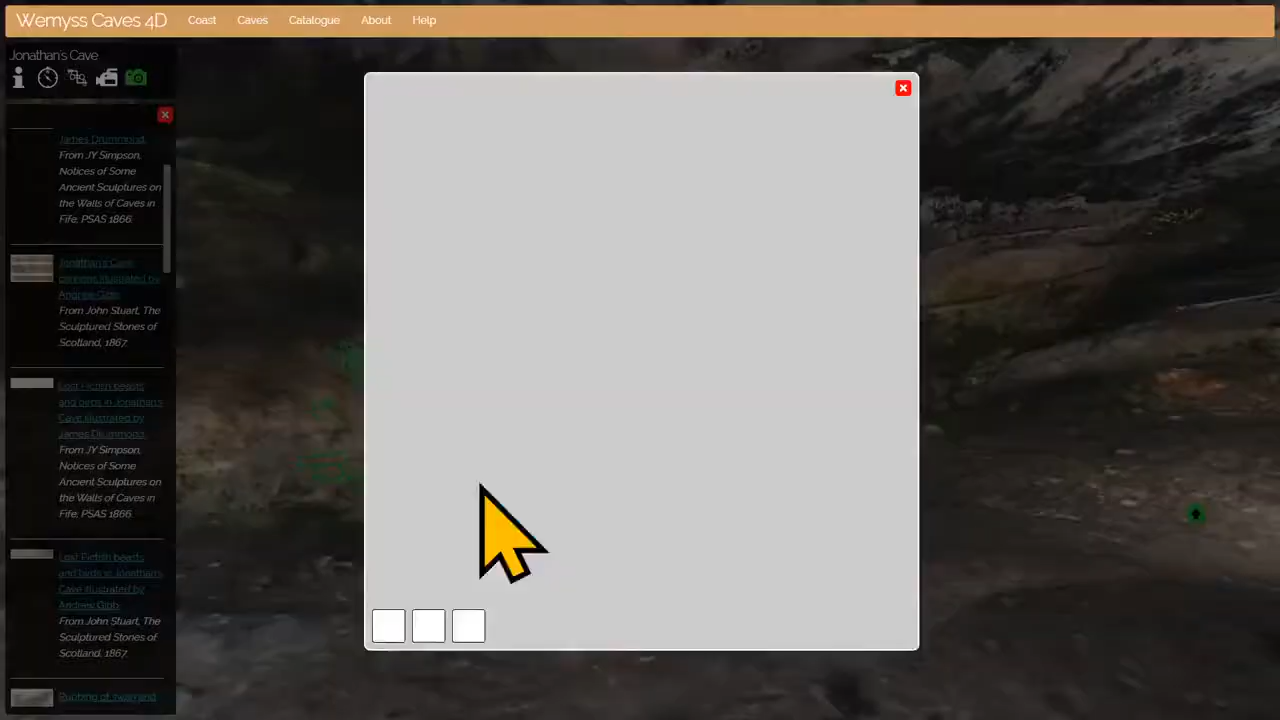 Wemyss Caves 4D
Coast
Caves
Catalogue
About
Help
Jonathan's Cave
James Drummond.
From JY Simpson,
Notices of Some
Ancient Sculptures on
the Walls of Caves in
Fife, PSAS 1866.
Jonathan's Cave
carvings illustrated by
Andrew Gibb.
From John Stuart, The
Sculptured Stones of
Scotland, 1867.
Lost Pictish beasts
and birds in Jonathan's
Cave illustrated by
James Drummond.
From JY Simpson,
Notices of Some
Ancient Sculptures on
the Walls of Caves in
Fife, PSAS 1866.
Lost Pictish beasts
and birds in Jonathan's
Cave illustrated by
Andrew Gibb.
From John Stuart, The
Sculptured Stones of
Scotland, 1867.
Rubbing of swan and